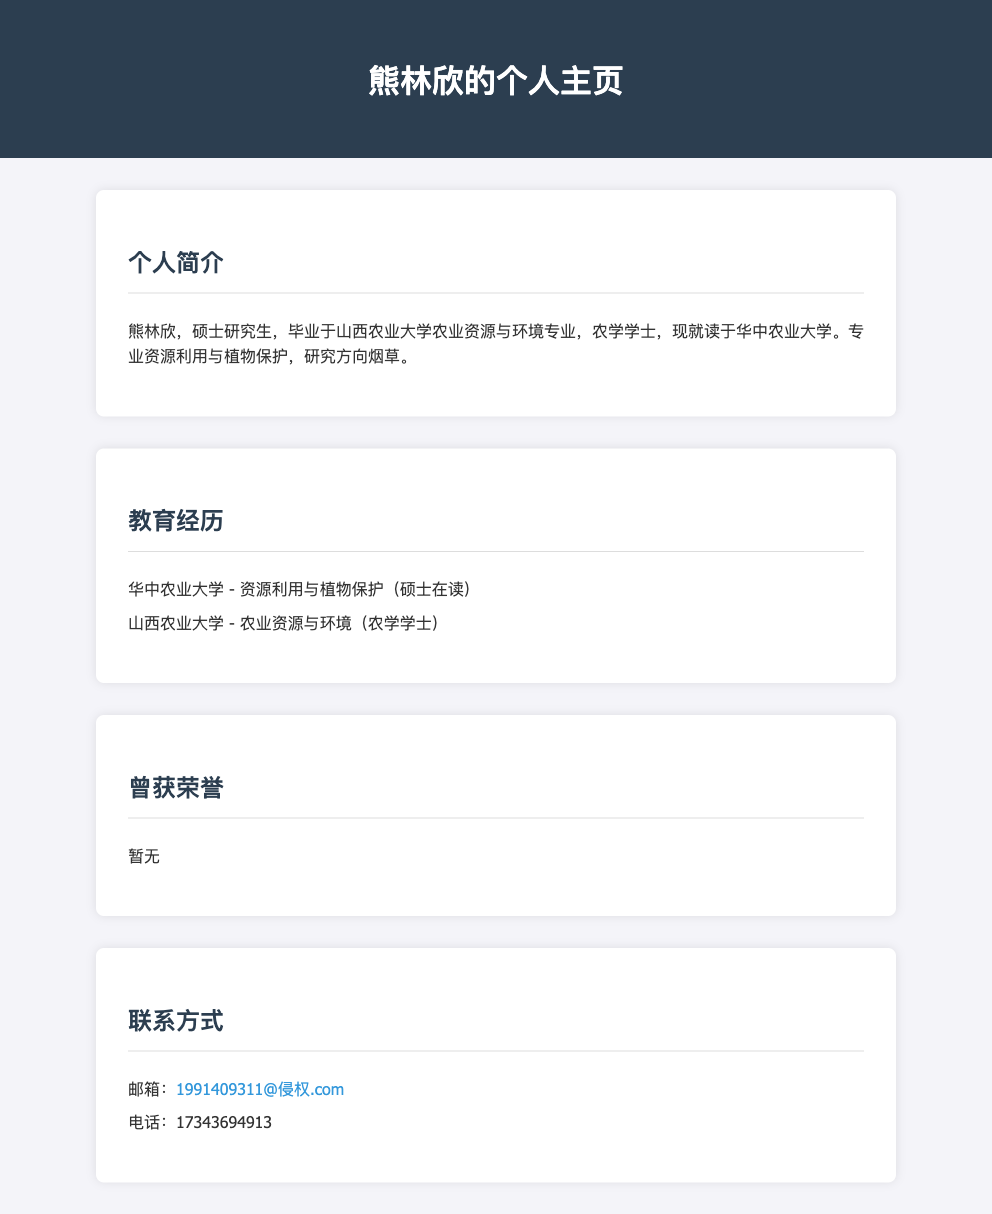 熊林欣的个人主页
个人简介
熊林欣，硕士研究生，毕业于山西农业大学农业资源与环境专业，农学学士，现就读于华中农业大学。专
业资源利用与植物保护，研究方向烟草。
教育经历
华中农业大学 - 资源利用与植物保护（硕士在读）
山西农业大学 - 农业资源与环境（农学学士）
曾获荣誉
暂无
联系方式
邮箱：1991409311@侵权.com
电话：17343694913